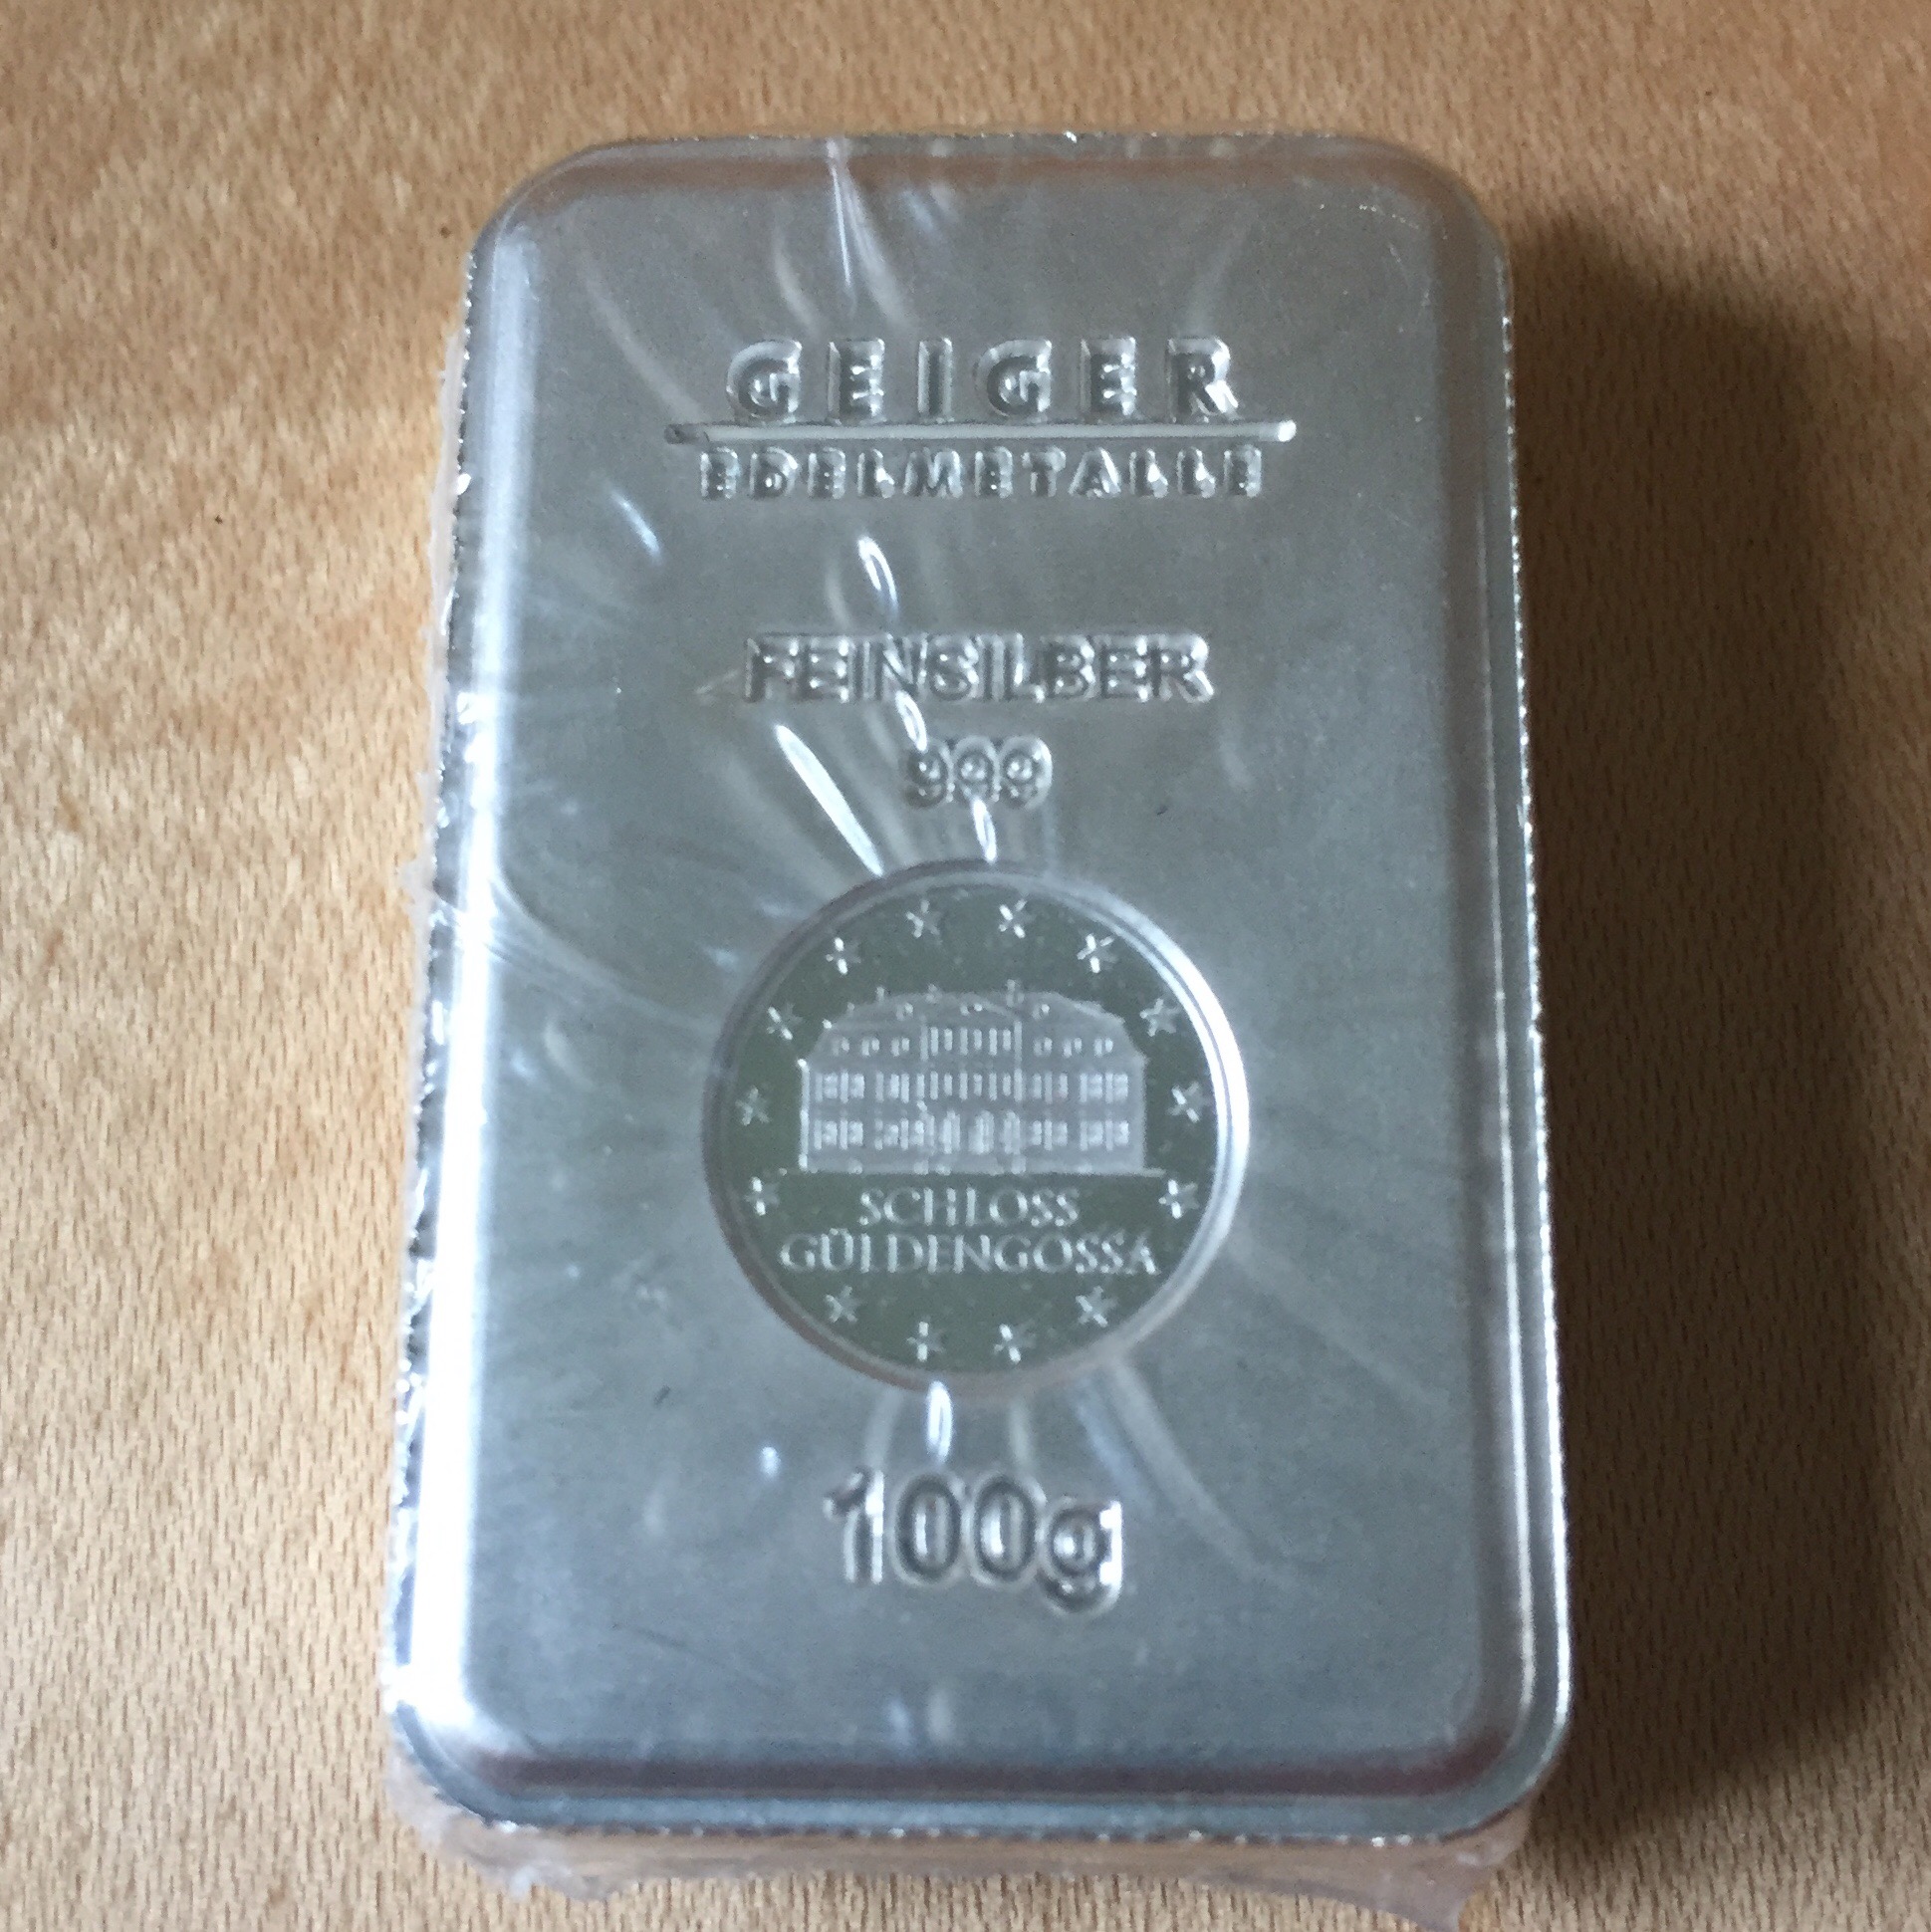 GEIGER
EDELMETALLE
FEINSILBER
999
SCHLOSS
GÜLDENGOSSA
100g